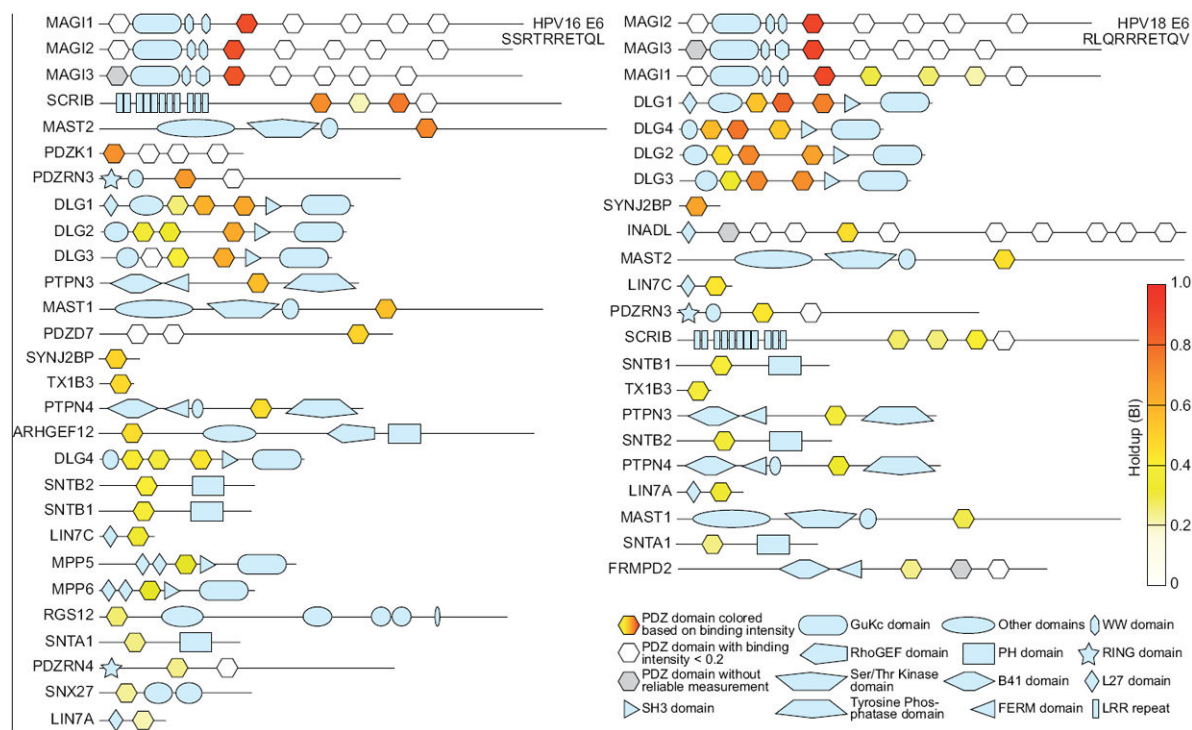 HPV16 E6
SSRTRRETQL
MAGI1
MAGI2
MAGI3
SCRIB
MAST2
PDZK1
PDZRN3
DLG1
DLG2
DLG3
PTPN3
MAST1
PDZD7
SYNJ2BP
TX1B3
PTPN4
ARHGEF12
DLG4
SNTB2
SNTB1
LIN7C
MPP5
MPP6
RGS12
SNTA1
PDZRN4
SNX27
LIN7A
HPV18 E6
RLQRRRETQV
MAGI2
MAGI3
MAGI1
DLG1
DLG4
DLG2
DLG3
SYNJ2BP
INADL
MAST2
LIN7C
PDZRN3
SCRIB
SNTB1
TX1B3
PTPN3
SNTB2
PTPN4
LIN7A
MAST1
SNTA1
FRMPD2
Holdup (BI)
1.0
0.8
0.6
0.4
0.2
0
PDZ domain colored
based on binding intensity
PDZ domain with binding
intensity < 0.2
PDZ domain without
reliable measurement
SH3 domain
GuKc domain
RhoGEF domain
Ser/Thr Kinase
domain
Tyrosine Phos-
phatase domain
Other domains
PH domain
B41 domain
FERM domain
WW domain
RING domain
L27 domain
LRR repeat